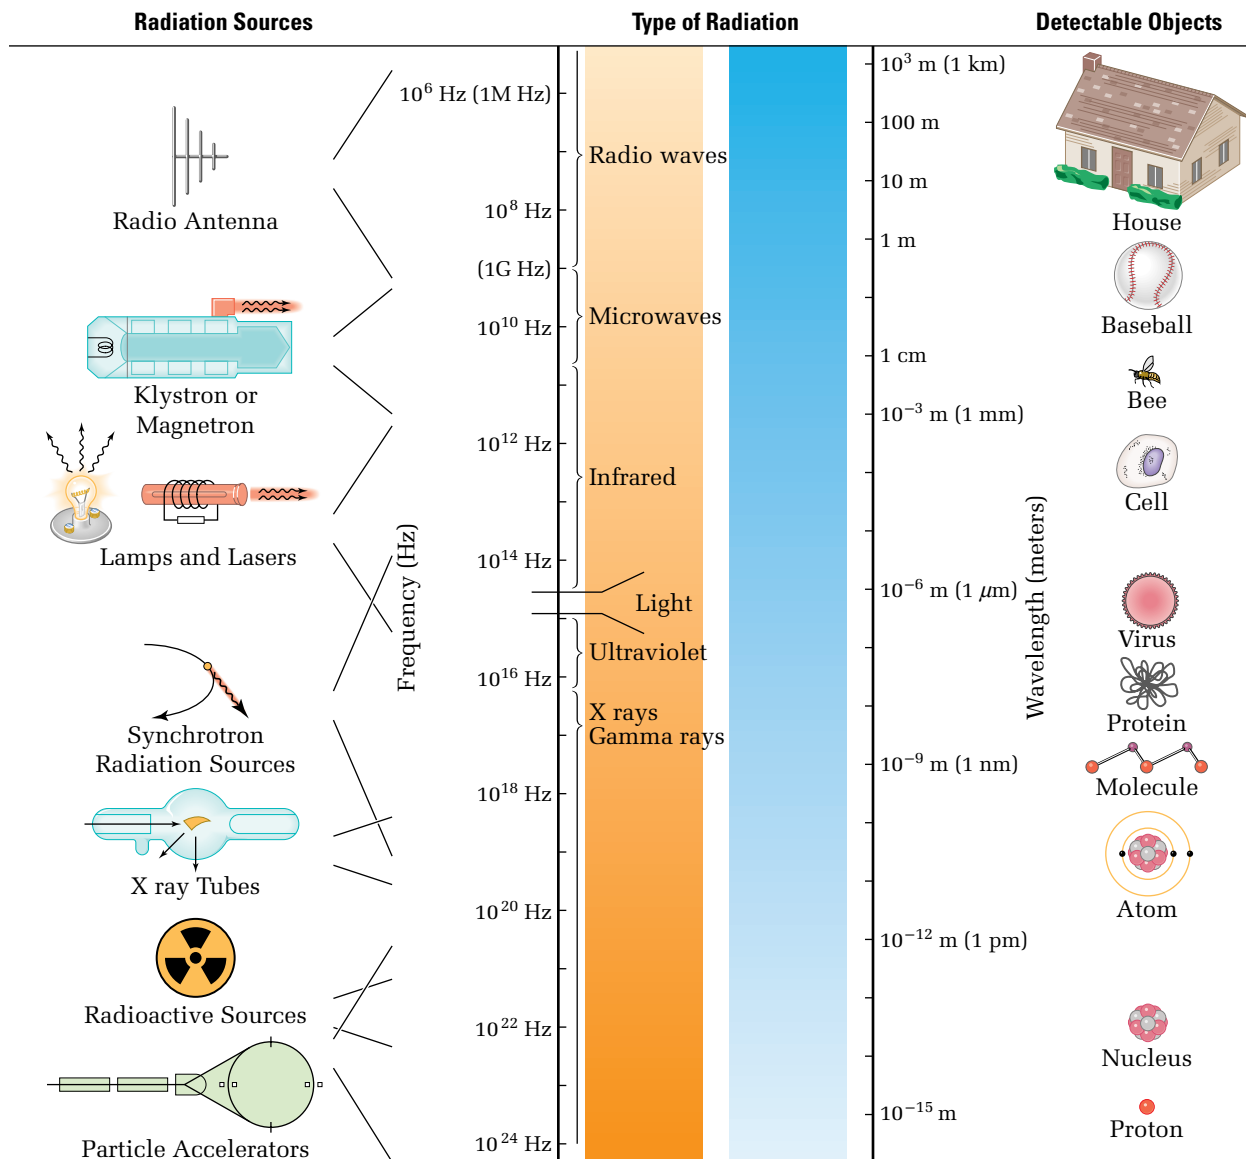 Radiation Sources
Type of Radiation
Detectable Objects
Radio Antenna
Klystron or
Magnetron
Lamps and Lasers
Synchrotron
Radiation Sources
X ray Tubes
Radioactive Sources
Particle Accelerators
Frequency (Hz)
10⁶ Hz (1M Hz)
10⁸ Hz
(1G Hz)
10¹⁰ Hz
10¹² Hz
10¹⁴ Hz
10¹⁶ Hz
10¹⁸ Hz
10²⁰ Hz
10²² Hz
10²⁴ Hz
Radio waves
Microwaves
Infrared
Light
Ultraviolet
X rays
Gamma rays
10³ m (1 km)
100 m
10 m
1 m
1 cm
10⁻³ m (1 mm)
10⁻⁶ m (1 μm)
10⁻⁹ m (1 nm)
10⁻¹² m (1 pm)
10⁻¹⁵ m
Wavelength (meters)
House
Baseball
Bee
Cell
Virus
Protein
Molecule
Atom
Nucleus
Proton